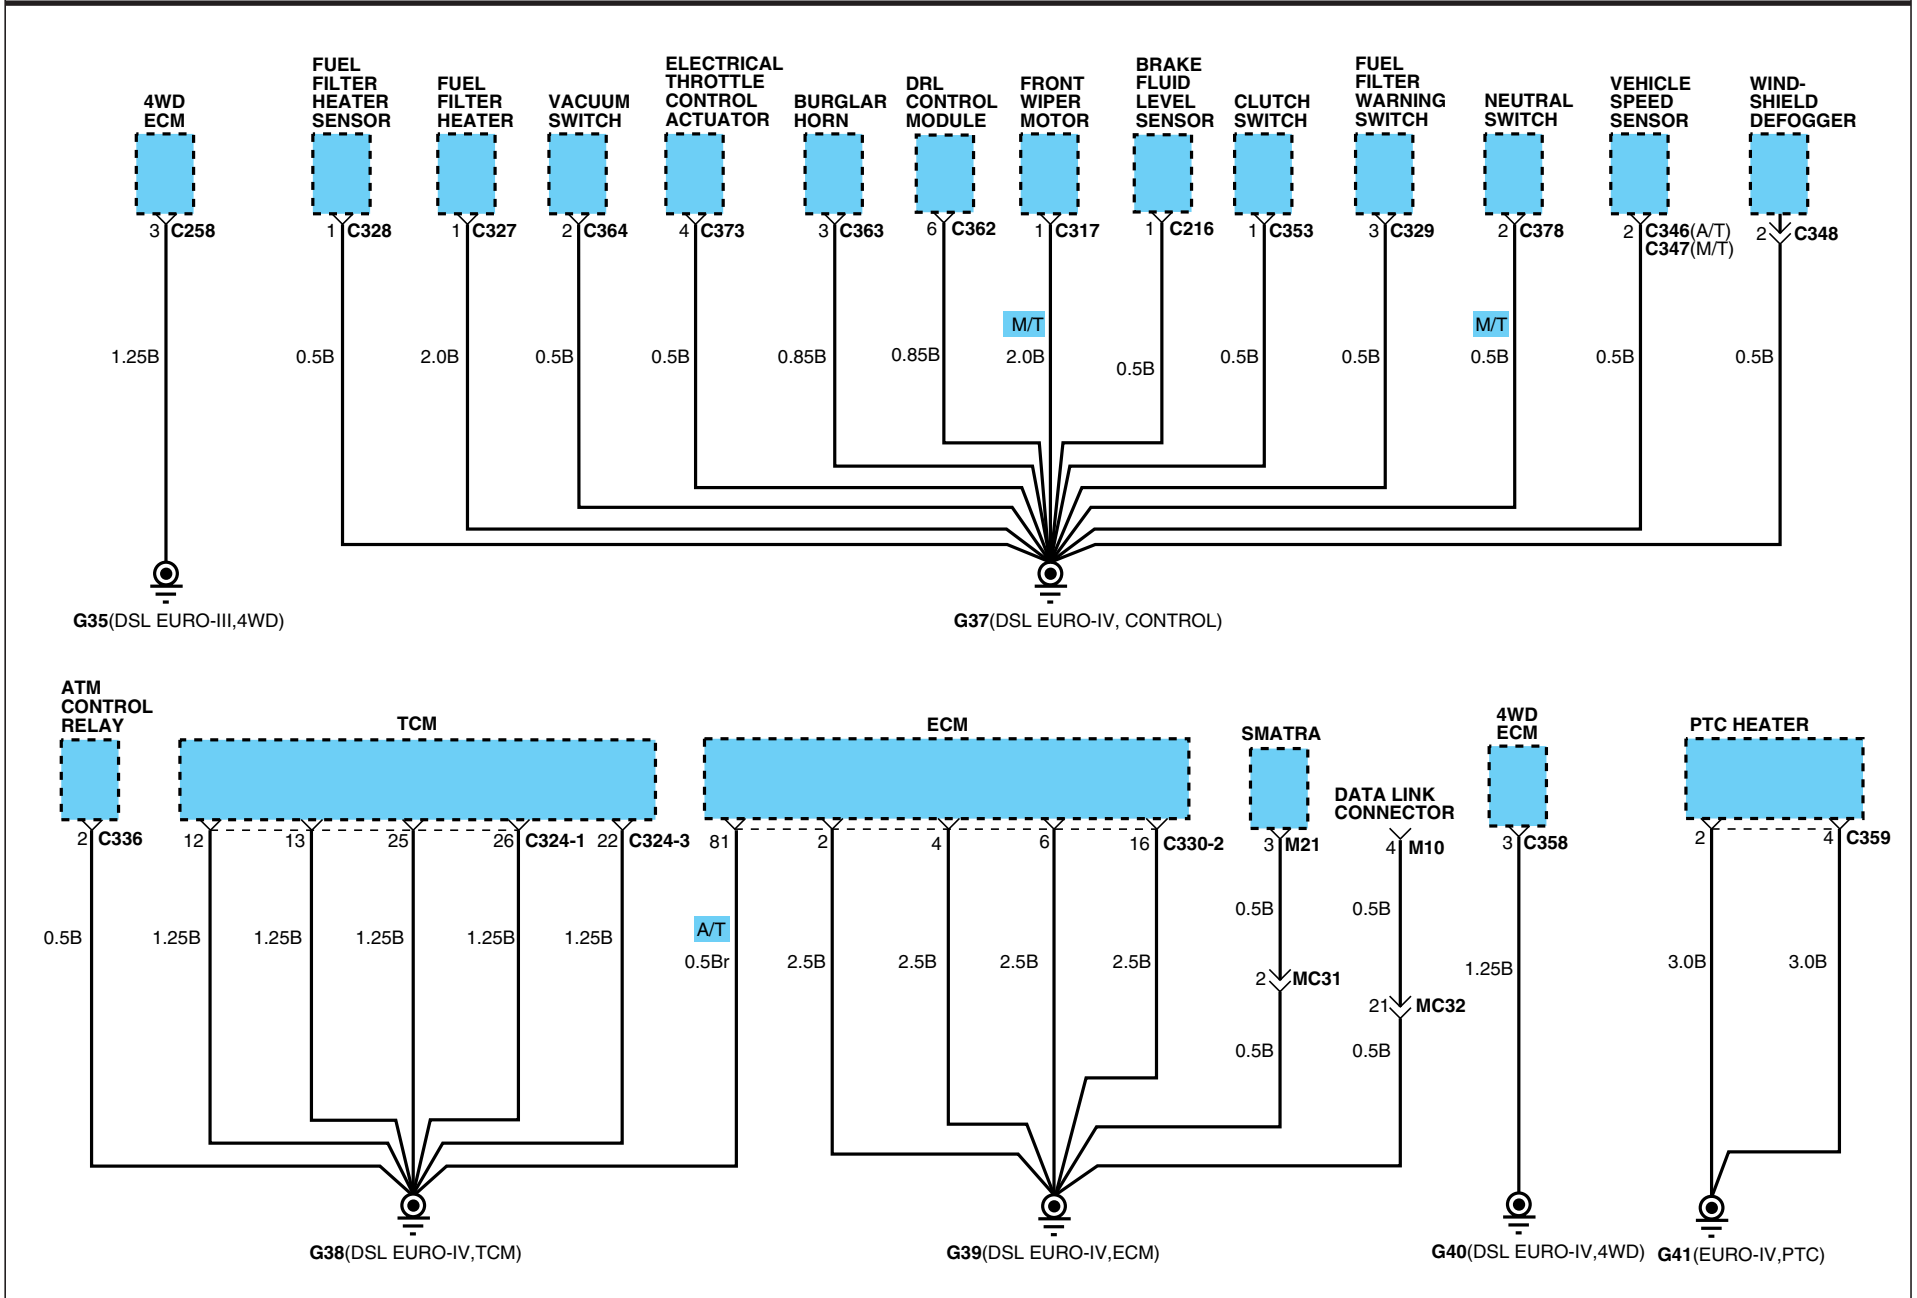 4WD
ECM
FUEL
FILTER
HEATER
SENSOR
FUEL
FILTER
HEATER
VACUUM
SWITCH
ELECTRICAL
THROTTLE
CONTROL
ACTUATOR
BURGLAR
HORN
DRL
CONTROL
MODULE
FRONT
WIPER
MOTOR
BRAKE
FLUID
LEVEL
SENSOR
CLUTCH
SWITCH
FUEL
FILTER
WARNING
SWITCH
NEUTRAL
SWITCH
VEHICLE
SPEED
SENSOR
WIND-
SHIELD
DEFOGGER
3 C258
1 C328
1 C327
2 C364
4 C373
3 C363
6 C362
1 C317
1 C216
1 C353
3 C329
2 C378
2 C346(A/T)
C347(M/T)
2 C348
M/T
M/T
1.25B
0.5B
2.0B
0.5B
0.5B
0.85B
0.85B
2.0B
0.5B
0.5B
0.5B
0.5B
0.5B
0.5B
G35(DSL EURO-III,4WD)
G37(DSL EURO-IV, CONTROL)
ATM
CONTROL
RELAY
TCM
ECM
SMATRA
DATA LINK
CONNECTOR
4WD
ECM
PTC HEATER
2 C336
12
13
25
26 C324-1
22 C324-3
81
2
4
6
16 C330-2
3 M21
4 M10
3 C358
2
4 C359
A/T
0.5B
1.25B
1.25B
1.25B
1.25B
1.25B
0.5Br
2.5B
2.5B
2.5B
2.5B
0.5B
0.5B
1.25B
3.0B
3.0B
2 MC31
21 MC32
0.5B
0.5B
G38(DSL EURO-IV,TCM)
G39(DSL EURO-IV,ECM)
G40(DSL EURO-IV,4WD)
G41(EURO-IV,PTC)